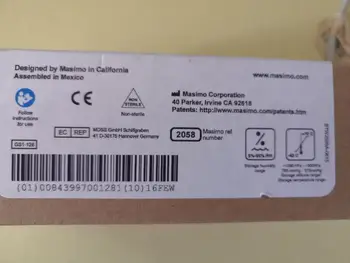 Designed by Masimo in California
Assembled in Mexico
www.masimo.com
Masimo Corporation
40 Parker, Irvine CA 92618
Patents: http://www.masimo.com/patents.htm
Follow
instructions
for use
CE
NON
STERILE
Non-sterile
EC REP
MDSS GmbH Schiffgraben
41 D-30175 Hannover Germany
2058
Masimo ref
number
5%-95% RH
Storage humidity
range
Storage temperature range
(01)00843997001281(10)16FEW